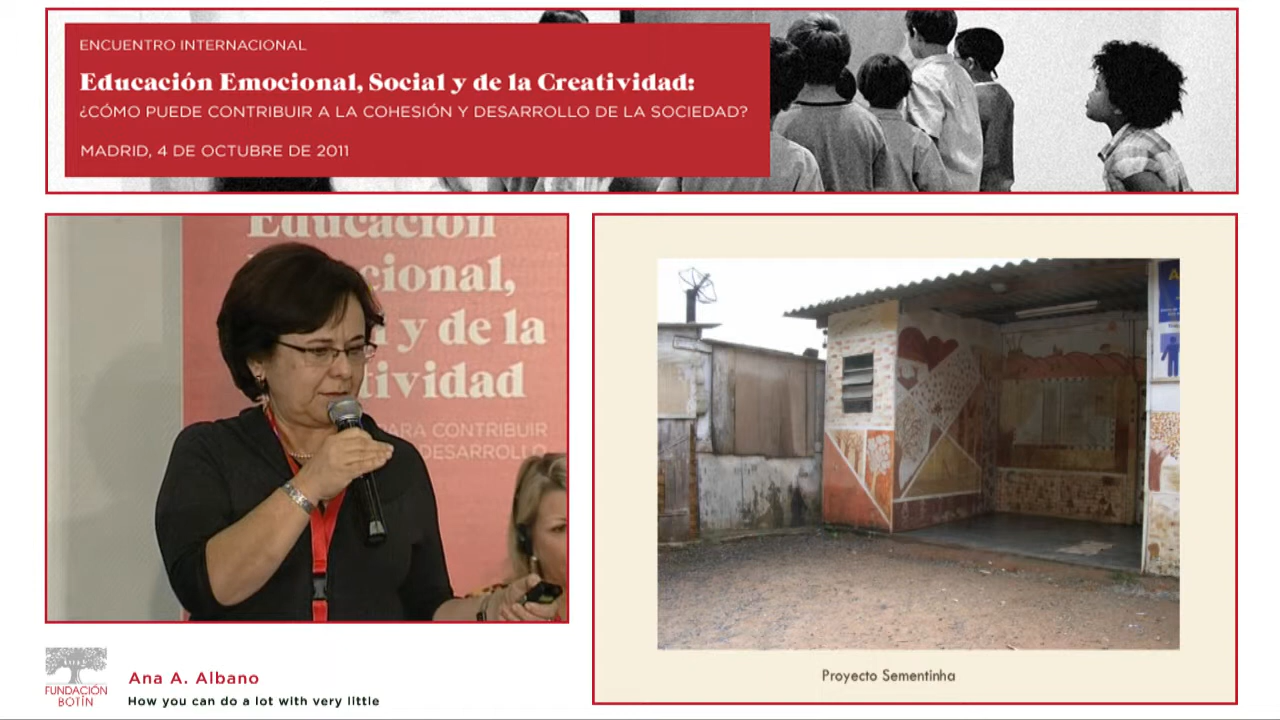 ENCUENTRO INTERNACIONAL
Educación Emocional, Social y de la Creatividad:
¿CÓMO PUEDE CONTRIBUIR A LA COHESIÓN Y DESARROLLO DE LA SOCIEDAD?
MADRID, 4 DE OCTUBRE DE 2011
Educación
cional,
y de la
tividad
PARA CONTRIBUIR
DESARROLLO
Proyecto Sementinha
FUNDACIÓN
BOTÍN
Ana A. Albano
How you can do a lot with very little